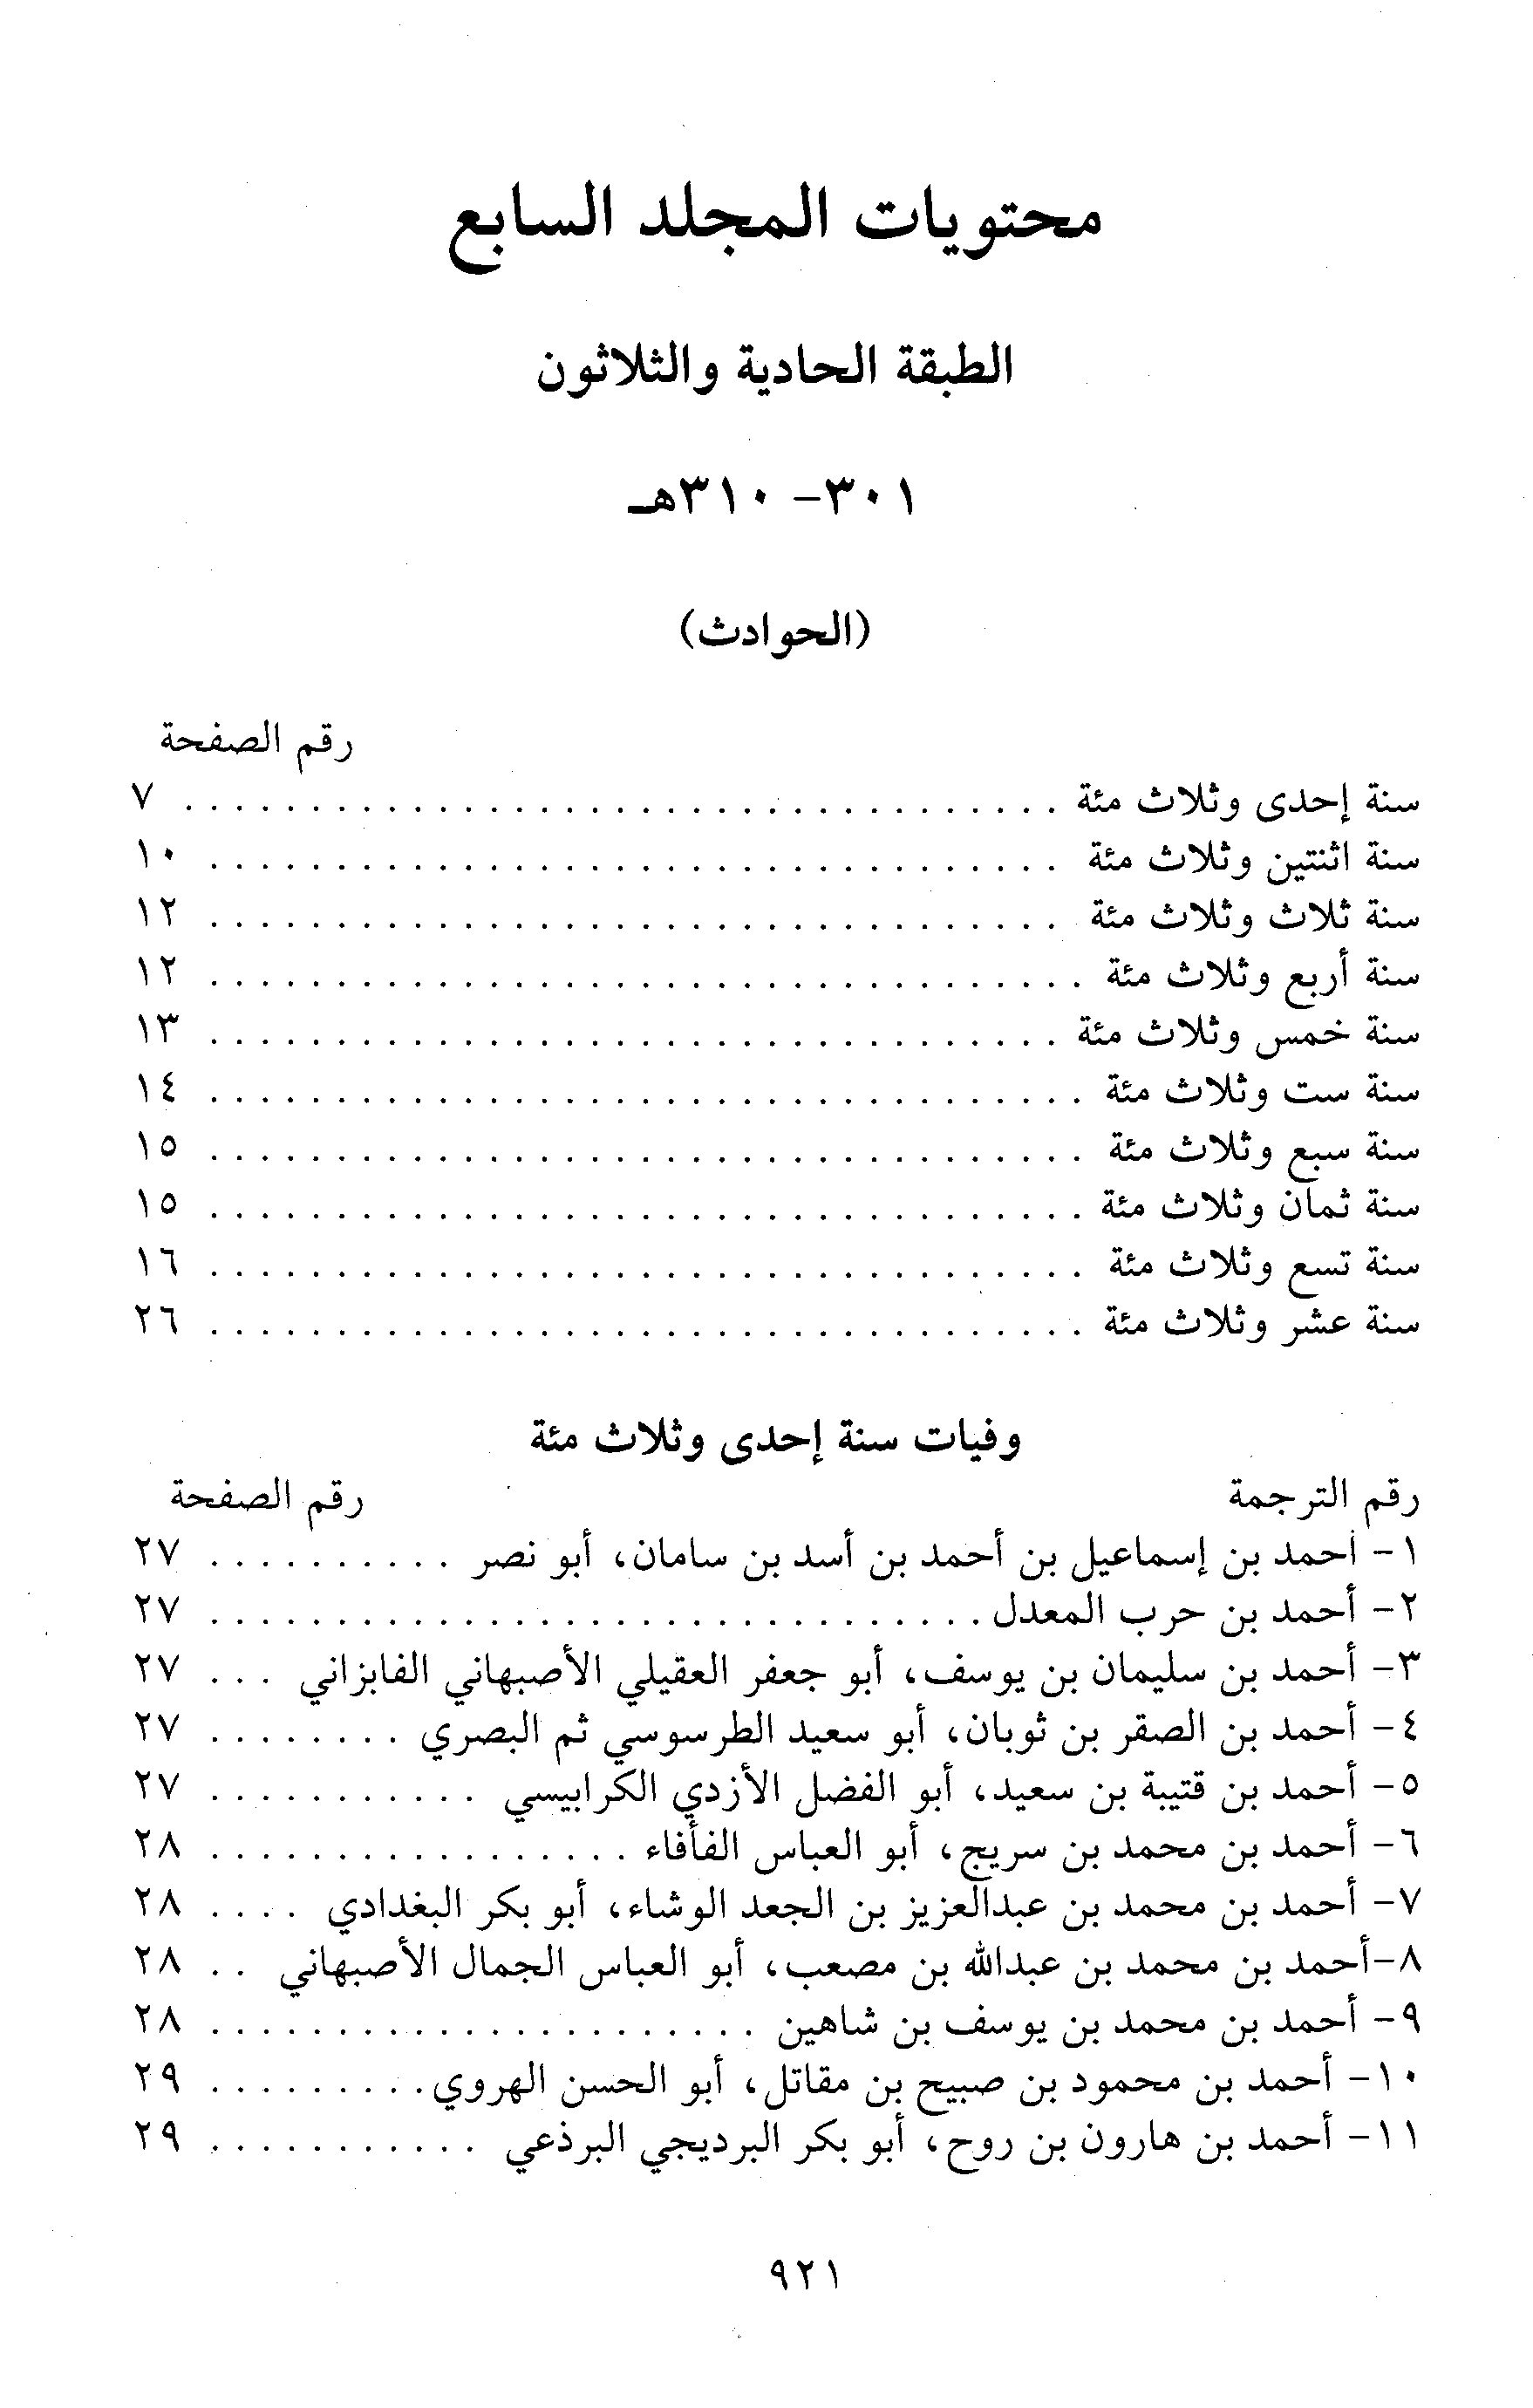 محتويات المجلد السابع
الطبقة الحادية والثلاثون
٣٠١- ٣١٠هـ
(الحوادث)
رقم الصفحة
سنة إحدى وثلاث مئة . . . . . . . . . . . . . . . . . . . . . . . . . . . . . . . . . . . ٧
سنة اثنتين وثلاث مئة . . . . . . . . . . . . . . . . . . . . . . . . . . . . . . . . . . ١٠
سنة ثلاث وثلاث مئة . . . . . . . . . . . . . . . . . . . . . . . . . . . . . . . . . . ١٢
سنة أربع وثلاث مئة . . . . . . . . . . . . . . . . . . . . . . . . . . . . . . . . . . . ١٢
سنة خمس وثلاث مئة . . . . . . . . . . . . . . . . . . . . . . . . . . . . . . . . . . ١٣
سنة ست وثلاث مئة . . . . . . . . . . . . . . . . . . . . . . . . . . . . . . . . . . . ١٤
سنة سبع وثلاث مئة . . . . . . . . . . . . . . . . . . . . . . . . . . . . . . . . . . . ١٥
سنة ثمان وثلاث مئة . . . . . . . . . . . . . . . . . . . . . . . . . . . . . . . . . . . ١٥
سنة تسع وثلاث مئة . . . . . . . . . . . . . . . . . . . . . . . . . . . . . . . . . . . ١٦
سنة عشر وثلاث مئة . . . . . . . . . . . . . . . . . . . . . . . . . . . . . . . . . . . ٢٦
وفيات سنة إحدى وثلاث مئة
رقم الترجمة رقم الصفحة
١- أحمد بن إسماعيل بن أحمد بن أسد بن سامان، أبو نصر . . . . . . . . . . ٢٧
٢- أحمد بن حرب المعدل . . . . . . . . . . . . . . . . . . . . . . . . . . . . . . . ٢٧
٣- أحمد بن سليمان بن يوسف، أبو جعفر العقيلي الأصبهاني الفابزاني . . . ٢٧
٤- أحمد بن الصقر بن ثوبان، أبو سعيد الطرسوسي ثم البصري . . . . . . . . ٢٧
٥- أحمد بن قتيبة بن سعيد، أبو الفضل الأزدي الكرابيسي . . . . . . . . . . . ٢٧
٦- أحمد بن محمد بن سريج، أبو العباس الفأفاء . . . . . . . . . . . . . . . . . ٢٨
٧- أحمد بن محمد بن عبدالعزيز بن الجعد الوشاء، أبو بكر البغدادي . . . . ٢٨
٨-أحمد بن محمد بن عبدالله بن مصعب، أبو العباس الجمال الأصبهاني . . ٢٨
٩- أحمد بن محمد بن يوسف بن شاهين . . . . . . . . . . . . . . . . . . . . . . ٢٨
١٠- أحمد بن محمود بن صبيح بن مقاتل، أبو الحسن الهروي. . . . . . . . . ٢٩
١١- أحمد بن هارون بن روح، أبو بكر البرديجي البرذعي . . . . . . . . . . . ٢٩
٩٢١